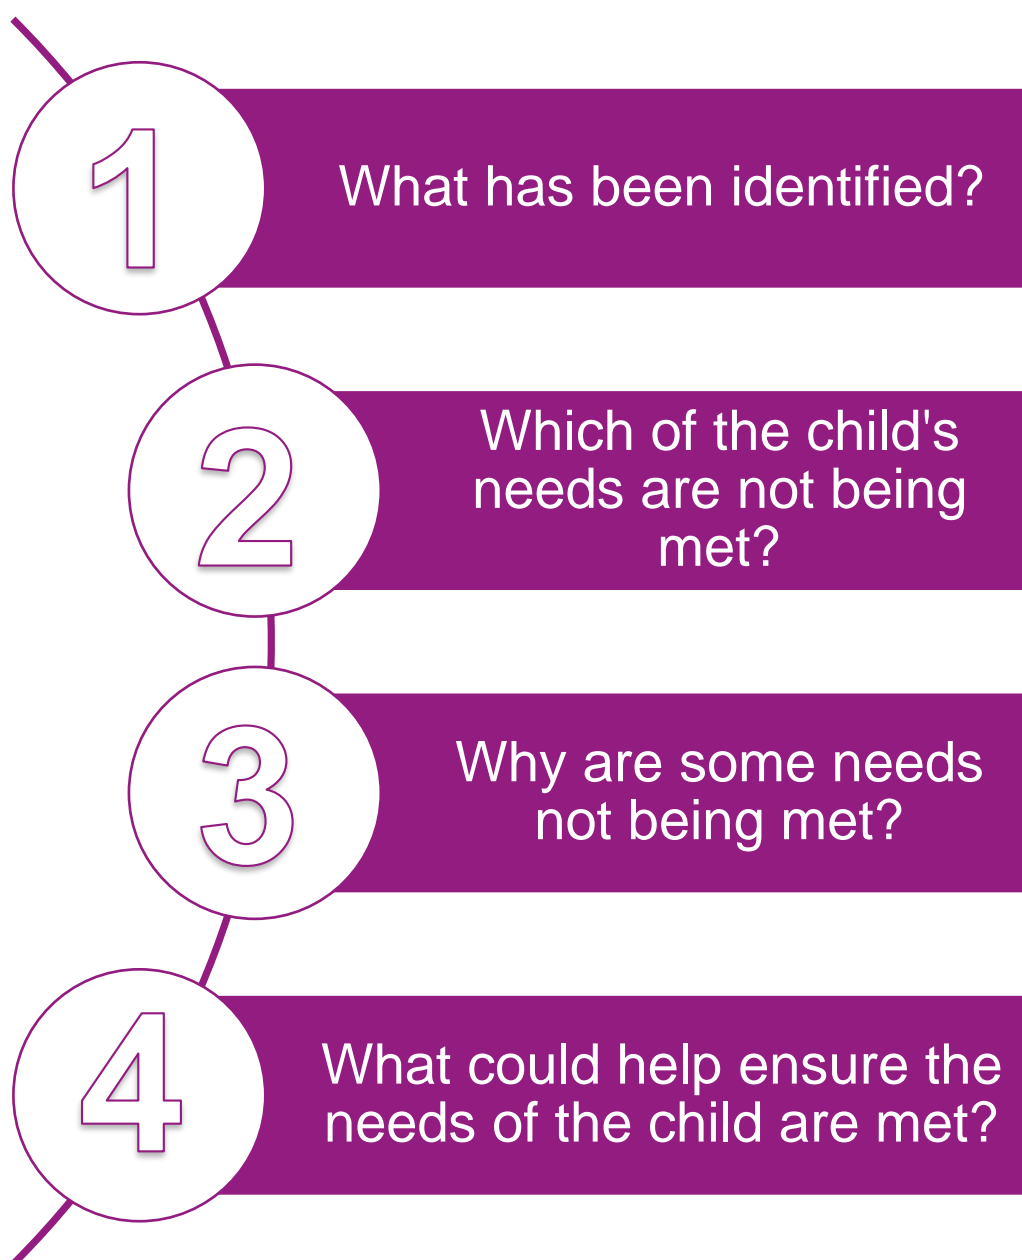 1
What has been identified?
2
Which of the child's
needs are not being
met?
3
Why are some needs
not being met?
4
What could help ensure the
needs of the child are met?